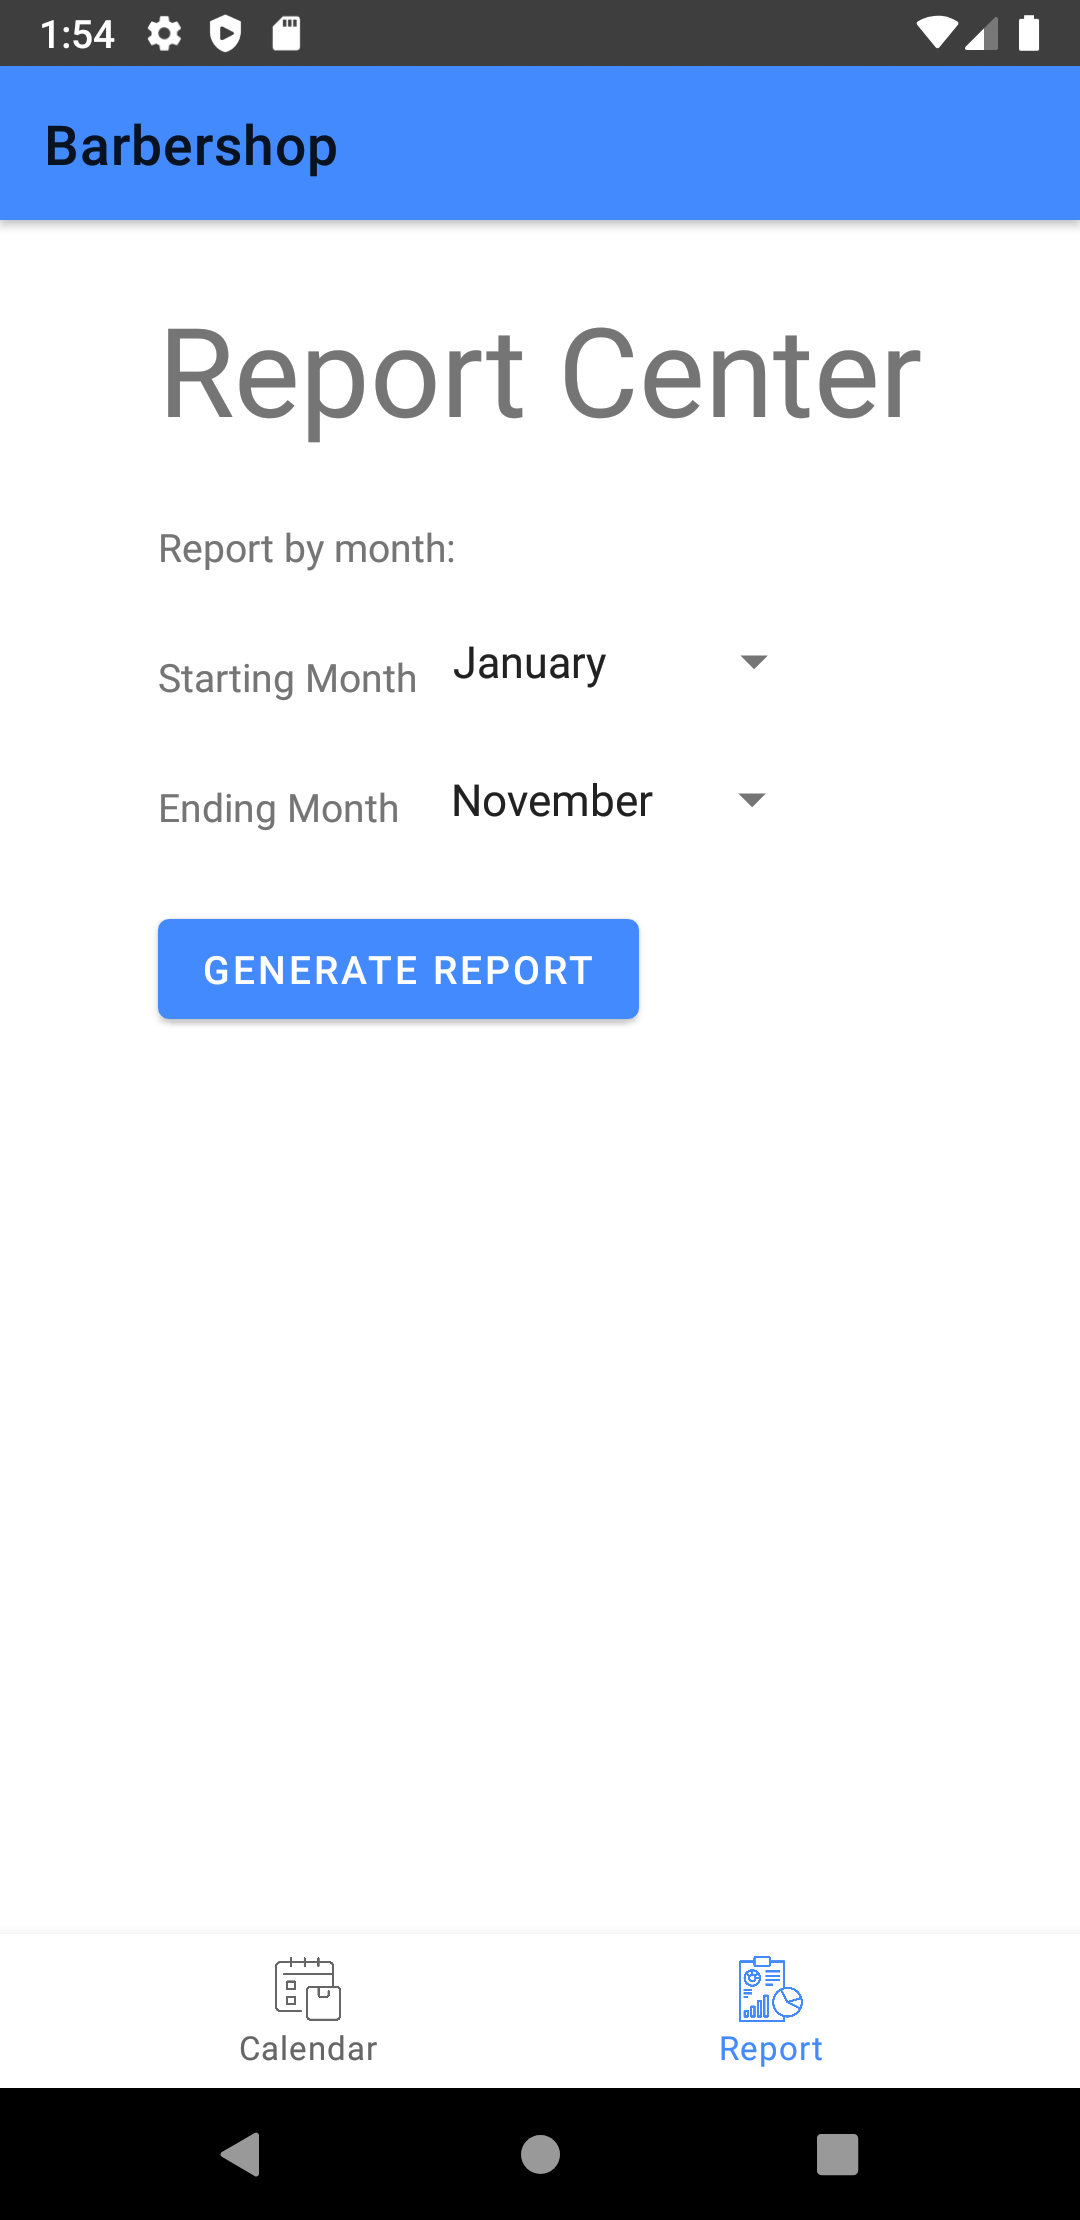 1:54
Barbershop
Report Center
Report by month:
Starting Month January
Ending Month November
GENERATE REPORT
Calendar Report